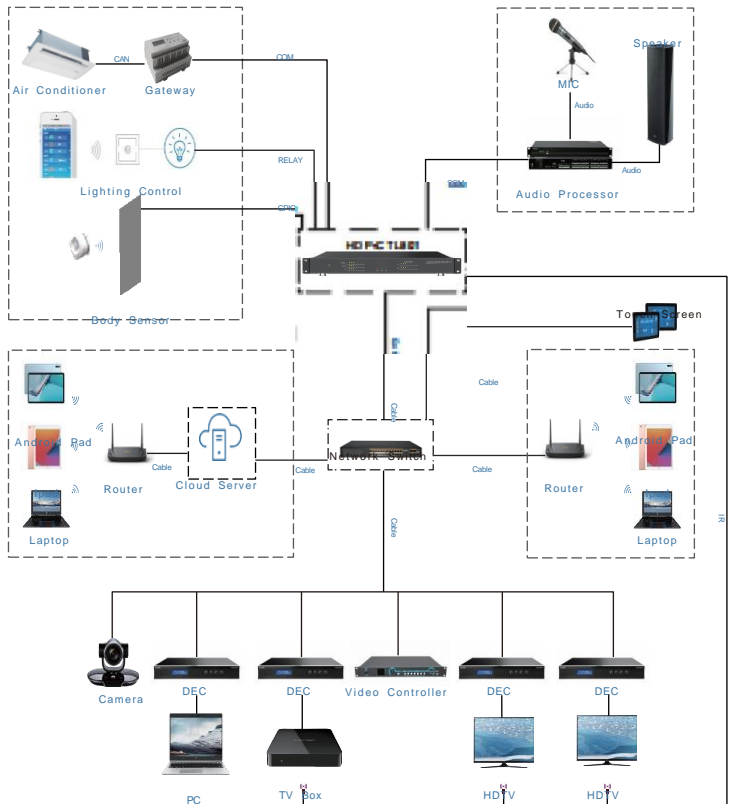 CAN
COM
Air Conditioner
Gateway
RELAY
Lighting Control
GPIO
Body Sensor
MIC
Speaker
Audio
Audio
Audio Processor
COM
Touch Screen
Cable
Cable
Android Pad
Router
Cable
Cloud Server
Cable
Network Switch
Cable
Router
Android Pad
Laptop
Laptop
Cable
IR
Camera
DEC
DEC
Video Controller
DEC
DEC
PC
TV Box
HDTV
HDTV